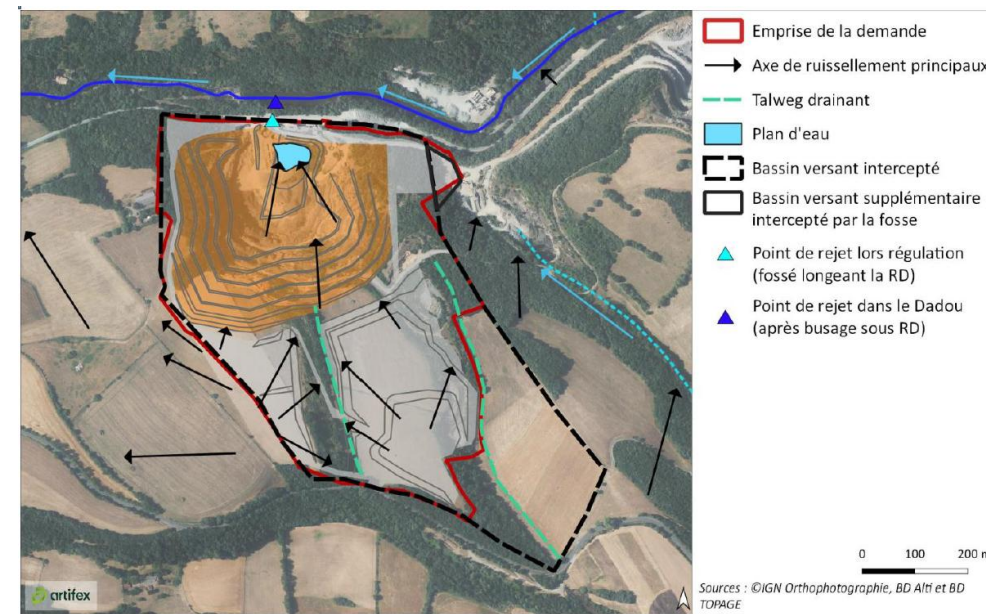 Emprise de la demande
Axe de ruissellement principaux
Talweg drainant
Plan d'eau
Bassin versant intercepté
Bassin versant supplémentaire
intercepté par la fosse
Point de rejet lors régulation
(fossé longeant la RD)
Point de rejet dans le Dadou
(après busage sous RD)
0 100 200 m
Sources : ©IGN Orthophotographie, BD Alti et BD
TOPAGE
artifex